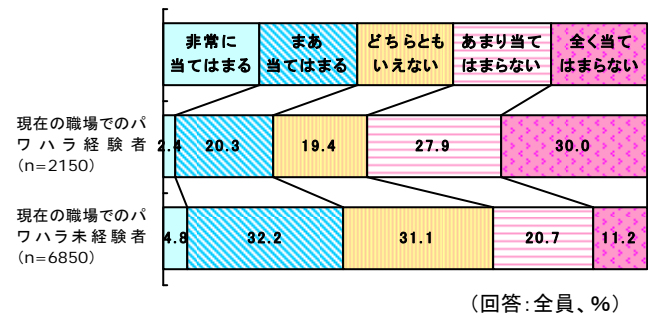 非常に
当てはまる
まあ
当てはまる
どちらとも
いえない
あまり当て
はまらない
全く当て
はまらない
現在の職場でのパ
ワハラ経験者
(n=2150)
2.4 20.3 19.4 27.9 30.0
現在の職場でのパ
ワハラ未経験者
(n=6850)
4.8 32.2 31.1 20.7 11.2
（回答：全員、％）